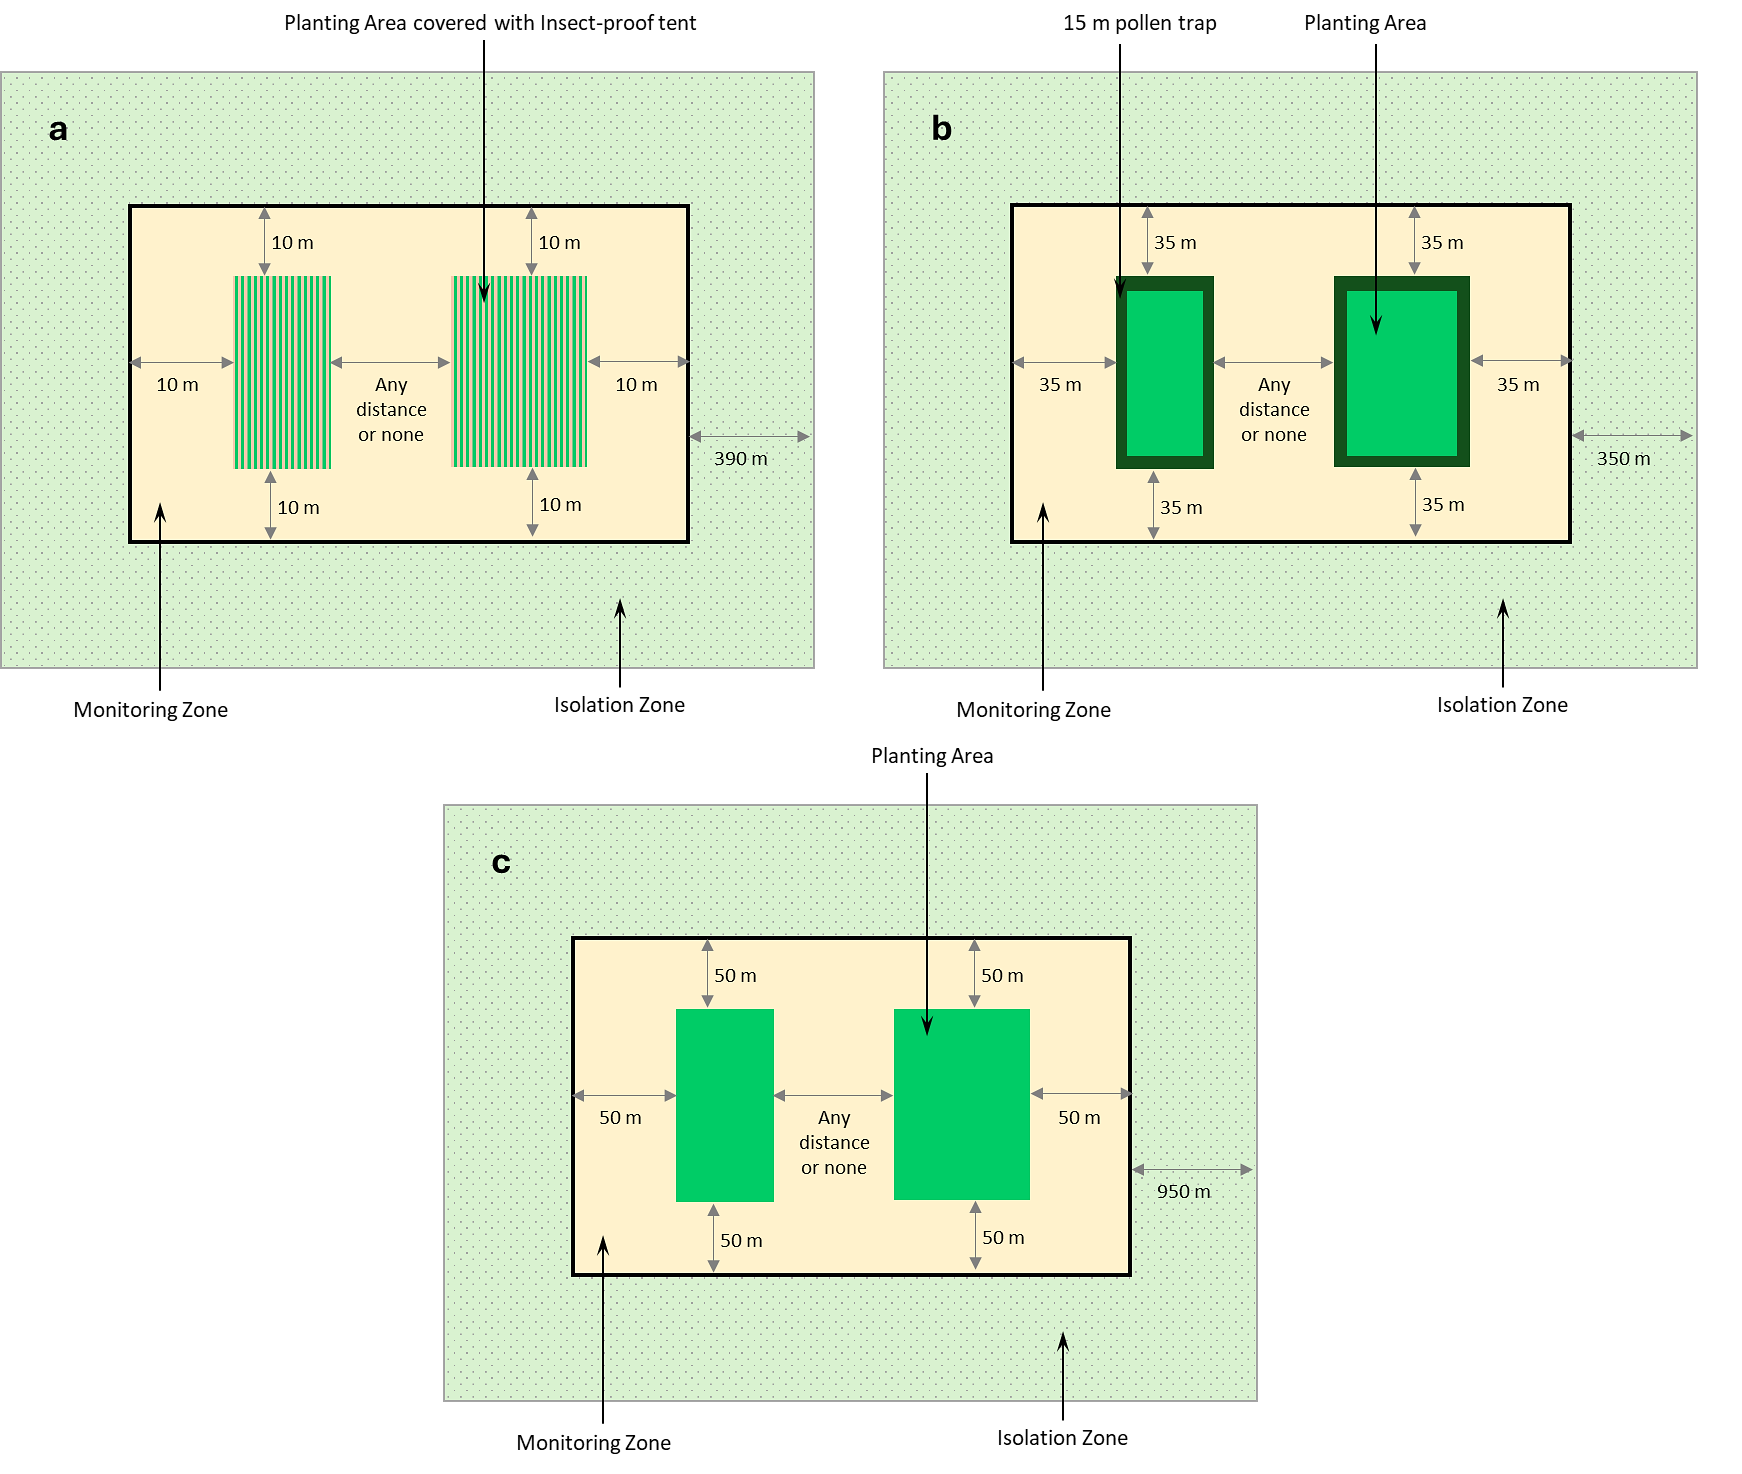 Planting Area covered with Insect-proof tent
a
10 m
10 m
10 m
Any
distance
or none
10 m
390 m
10 m
10 m
Monitoring Zone
Isolation Zone
15 m pollen trap
Planting Area
b
35 m
35 m
35 m
Any
distance
or none
35 m
350 m
35 m
35 m
Monitoring Zone
Isolation Zone
Planting Area
c
50 m
50 m
50 m
Any
distance
or none
50 m
950 m
50 m
50 m
Monitoring Zone
Isolation Zone